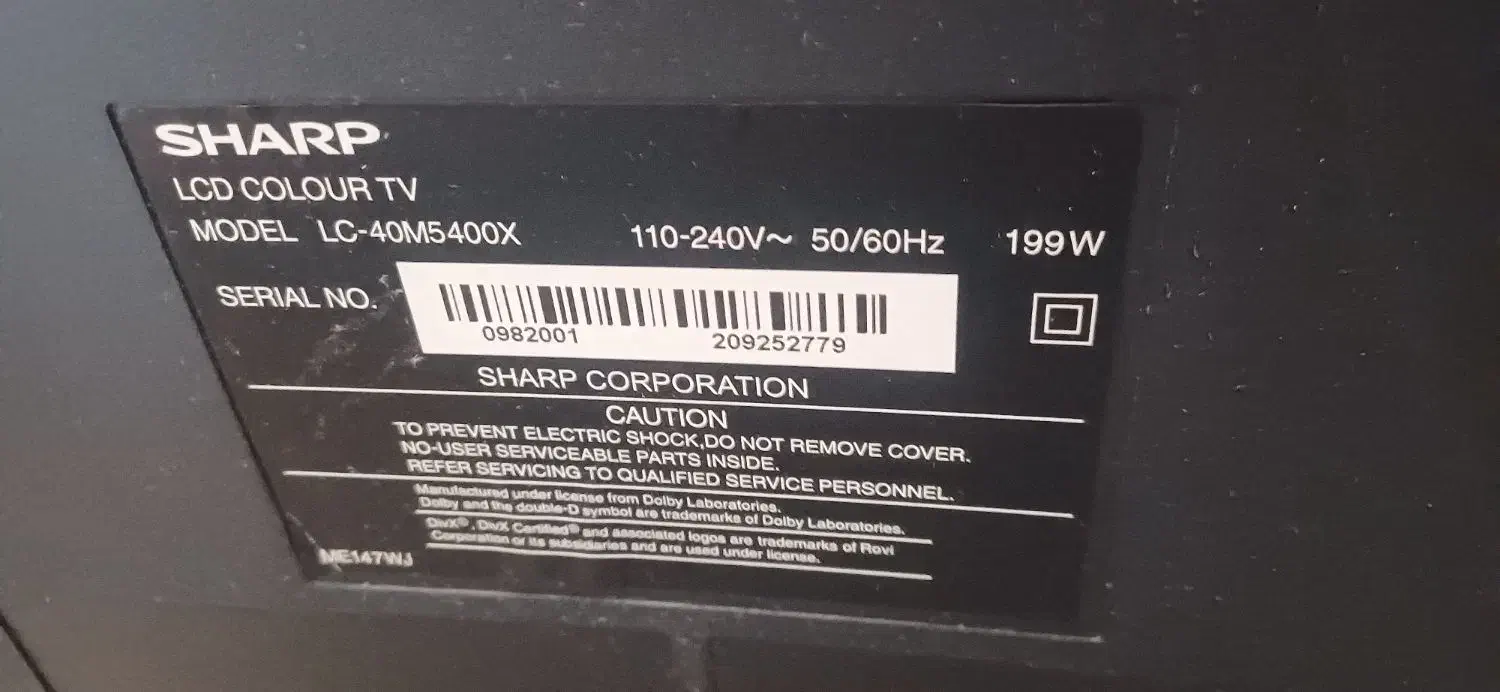 SHARP
LCD COLOUR TV
MODEL LC-40M5400X 110-240V~ 50/60Hz 199W
SERIAL NO.
0982001 209252779
SHARP CORPORATION
CAUTION
TO PREVENT ELECTRIC SHOCK,DO NOT REMOVE COVER.
NO-USER SERVICEABLE PARTS INSIDE.
REFER SERVICING TO QUALIFIED SERVICE PERSONNEL.
Manufactured under license from Dolby Laboratories.
Dolby and the double-D symbol are trademarks of Dolby Laboratories.
DivX®, DivX Certified® and associated logos are trademarks of Rovi
Corporation or its subsidiaries and are used under license.
ME147WJ